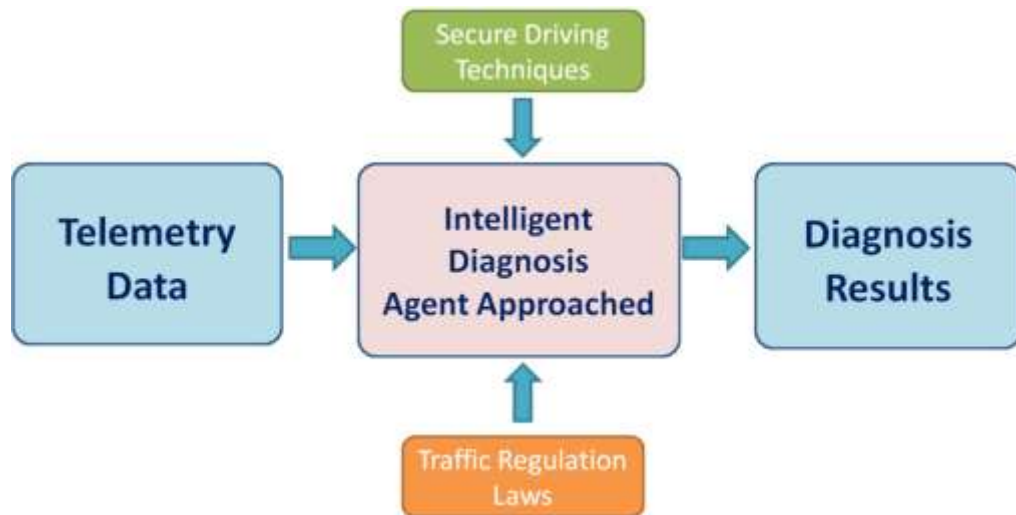 Secure Driving
Techniques
Telemetry
Data
Intelligent
Diagnosis
Agent Approached
Diagnosis
Results
Traffic Regulation
Laws